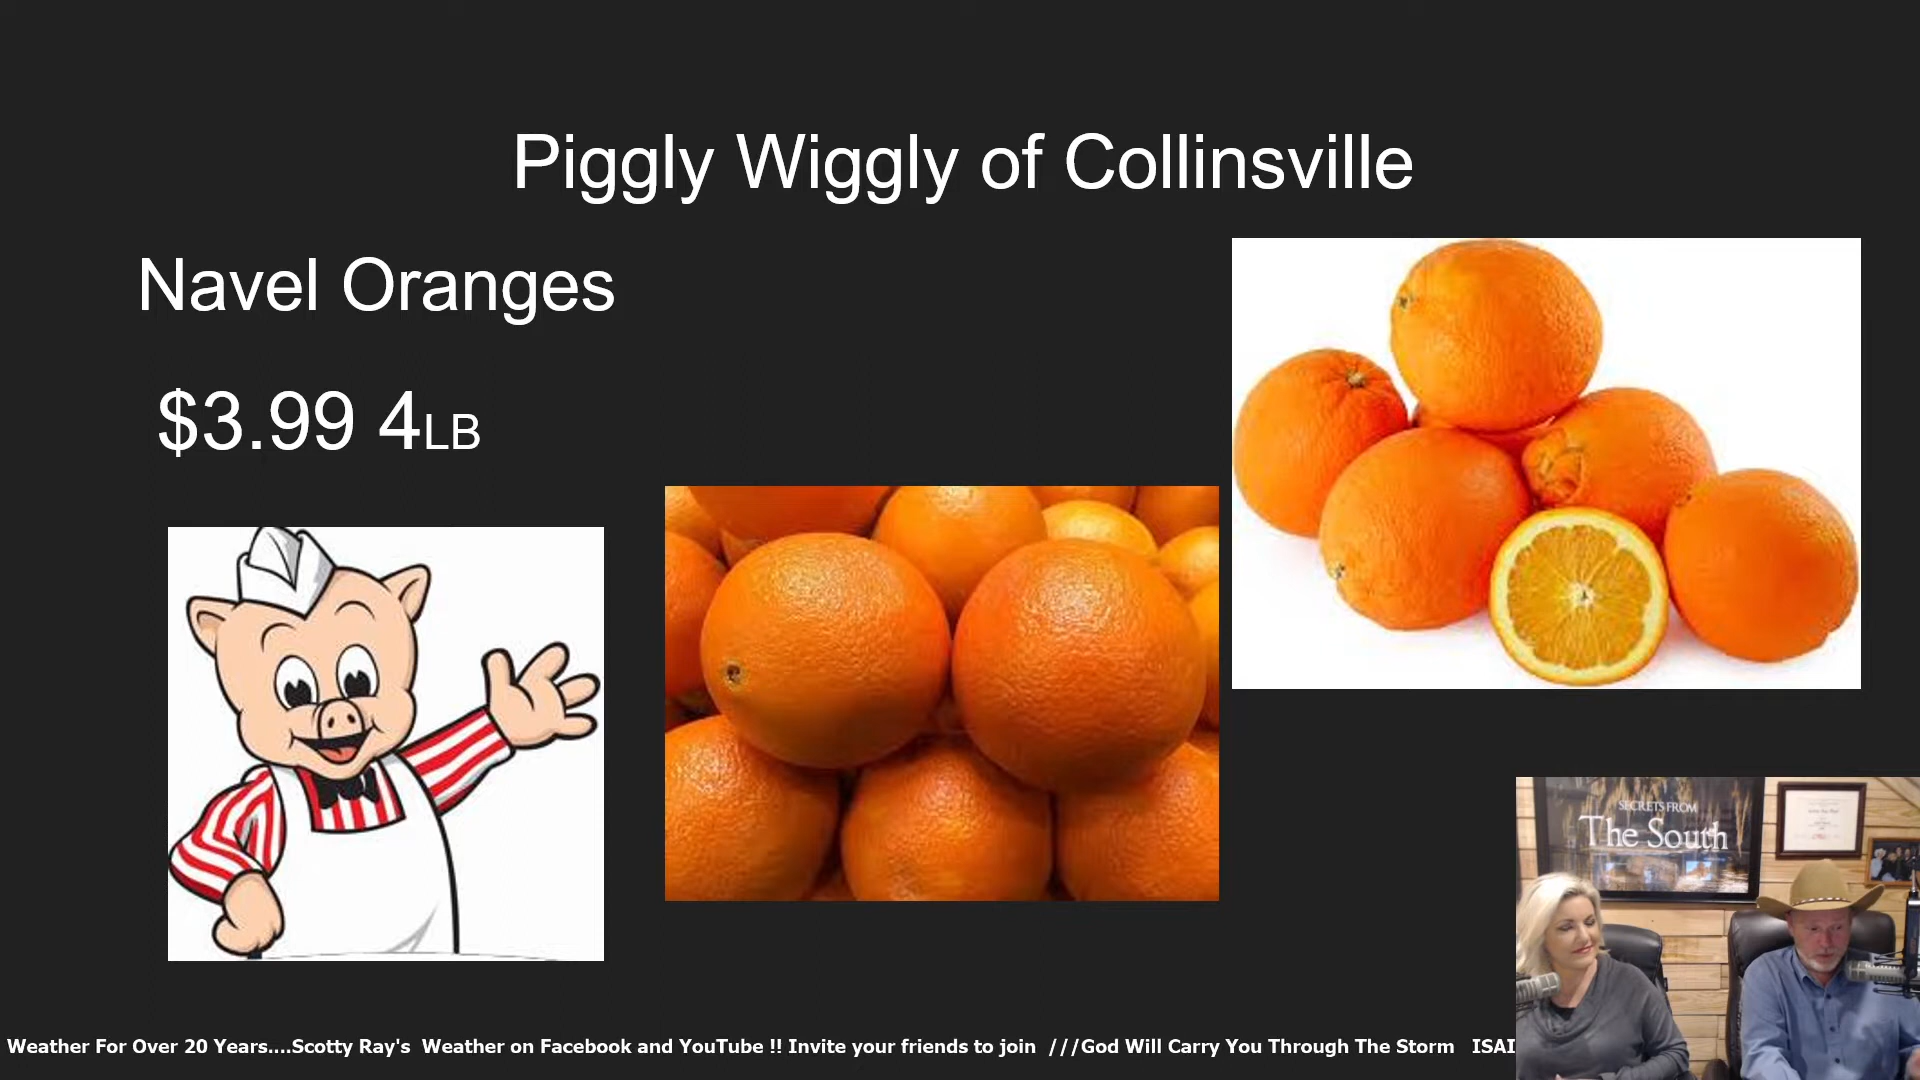 Piggly Wiggly of Collinsville
Navel Oranges
$3.99 4LB
SECRETS FROM
The South
Weather For Over 20 Years....Scotty Ray's  Weather on Facebook and YouTube !! Invite your friends to join  ///God Will Carry You Through The Storm   ISAI